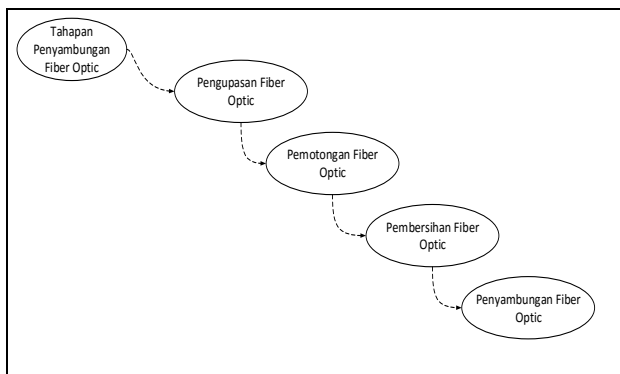 Tahapan
Penyambungan
Fiber Optic
Pengupasan Fiber
Optic
Pemotongan Fiber
Optic
Pembersihan Fiber
Optic
Penyambungan Fiber
Optic